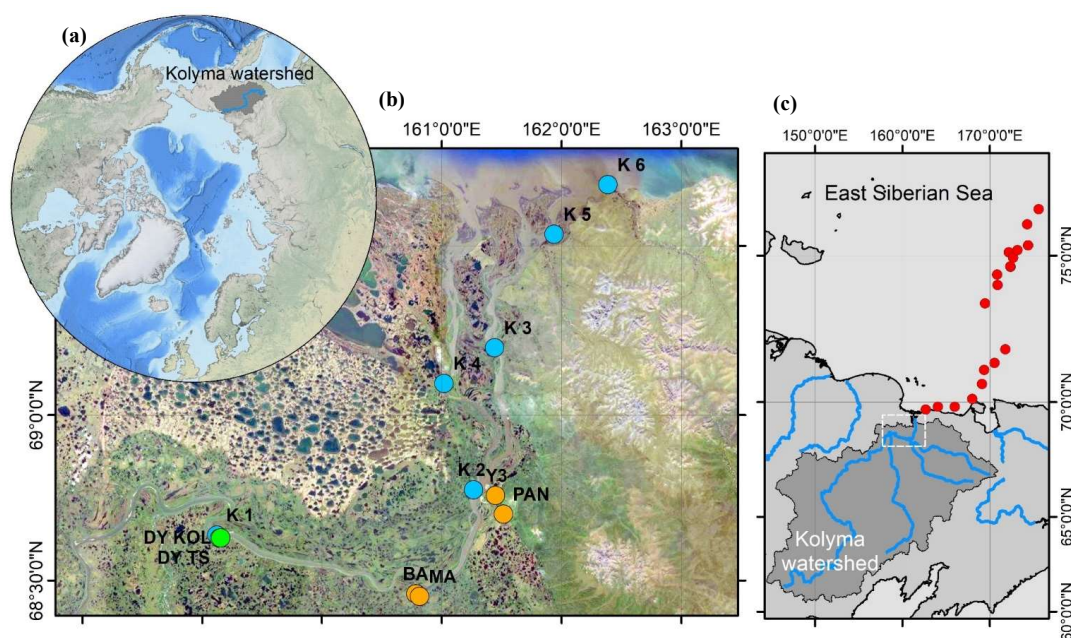 (a)
Kolyma watershed
(b)
161°0'0"E
162°0'0"E
163°0'0"E
K 6
K 5
K 3
K 4
K 2
Y3
PAN
K 1
DY KOL
DY TS
BA
MA
69°0'0"N
68°30'0"N
(c)
150°0'0"E
160°0'0"E
170°0'0"E
East Siberian Sea
75°0'0"N
70°0'0"N
65°0'0"N
60°0'0"N
Kolyma
watershed